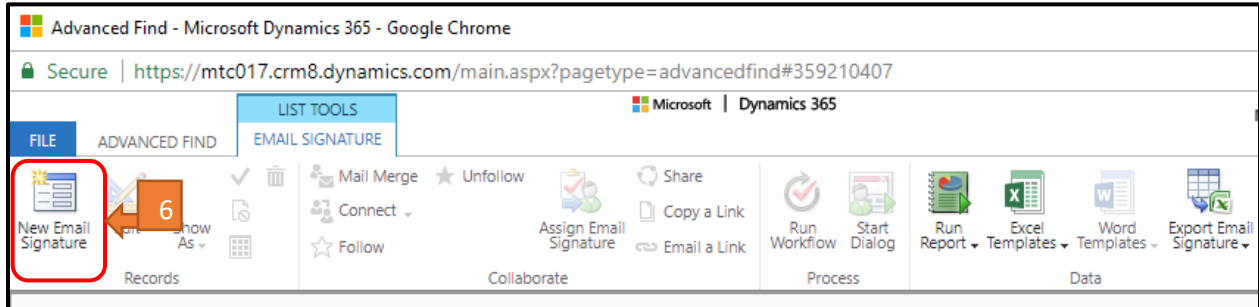 Advanced Find - Microsoft Dynamics 365 - Google Chrome
Secure | https://mtc017.crm8.dynamics.com/main.aspx?pagetype=advancedfind#359210407
LIST TOOLS
Microsoft | Dynamics 365
FILE
ADVANCED FIND
EMAIL SIGNATURE
New Email
Signature
6
As
Records
Mail Merge
Unfollow
Connect
Follow
Assign Email
Signature
Share
Copy a Link
Email a Link
Collaborate
Run
Workflow
Start
Dialog
Process
Run
Report
Excel
Templates
Word
Templates
Export Email
Signature
Data